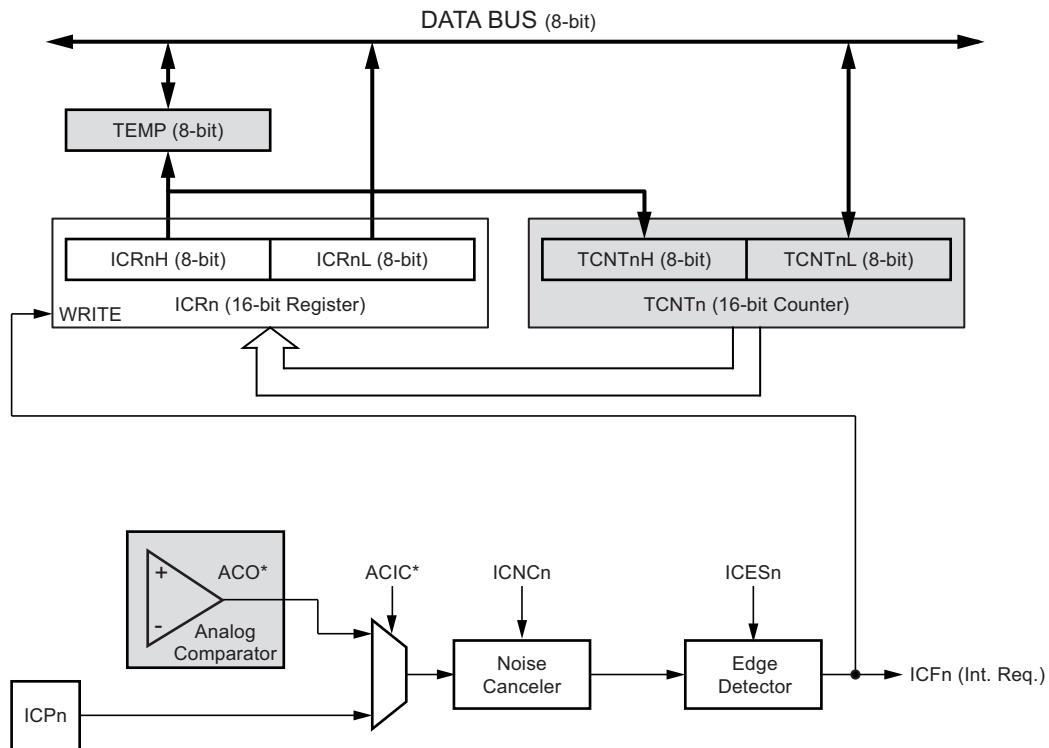 DATA BUS (8-bit)
TEMP (8-bit)
ICRnH (8-bit)
ICRnL (8-bit)
TCNTnH (8-bit)
TCNTnL (8-bit)
WRITE
ICRn (16-bit Register)
TCNTn (16-bit Counter)
+
-
ACO*
Analog
Comparator
ACIC*
ICNCn
ICESn
Noise
Canceler
Edge
Detector
ICFn (Int. Req.)
ICPn